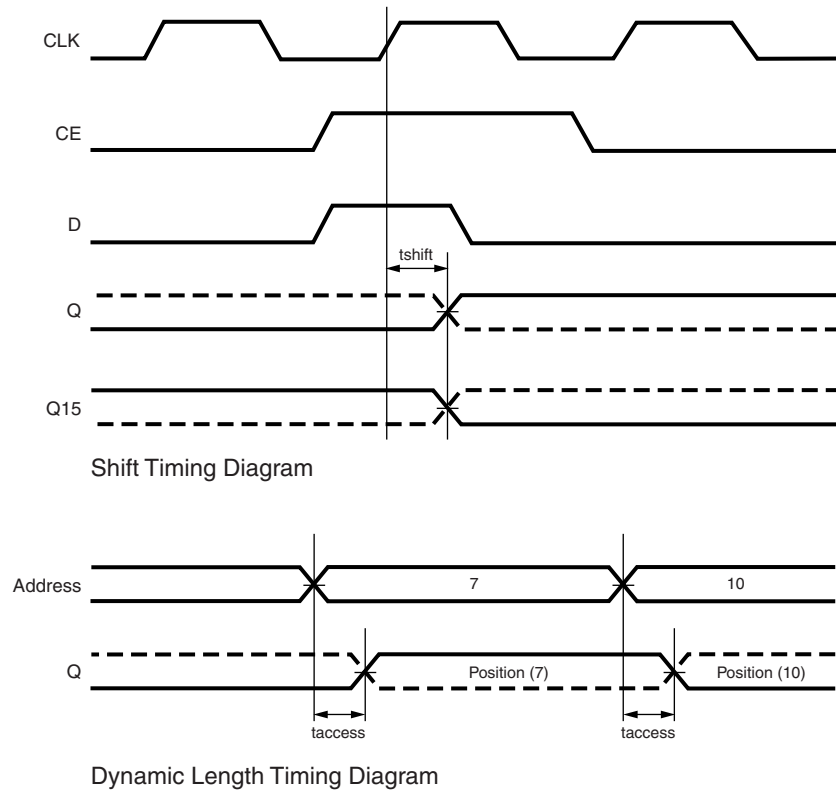 CLK
CE
D
tshift
Q
Q15
Shift Timing Diagram
Address
7
10
Q
Position (7)
Position (10)
taccess
taccess
Dynamic Length Timing Diagram